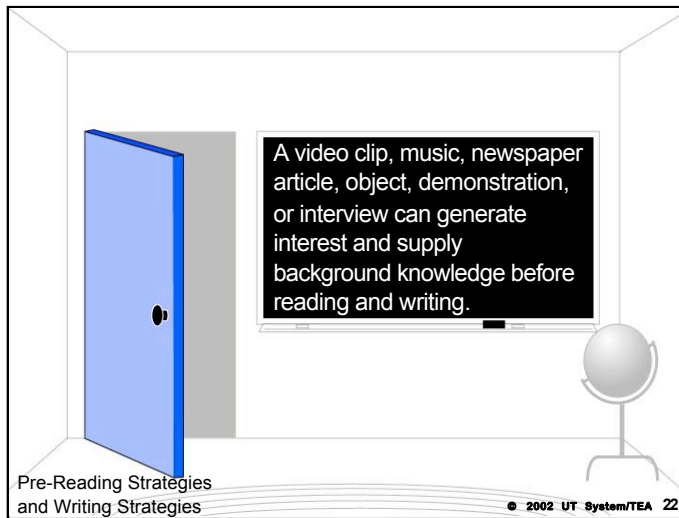 A video clip, music, newspaper
article, object, demonstration,
or interview can generate
interest and supply
background knowledge before
reading and writing.
Pre-Reading Strategies
and Writing Strategies
© 2002 UT System/TEA 22